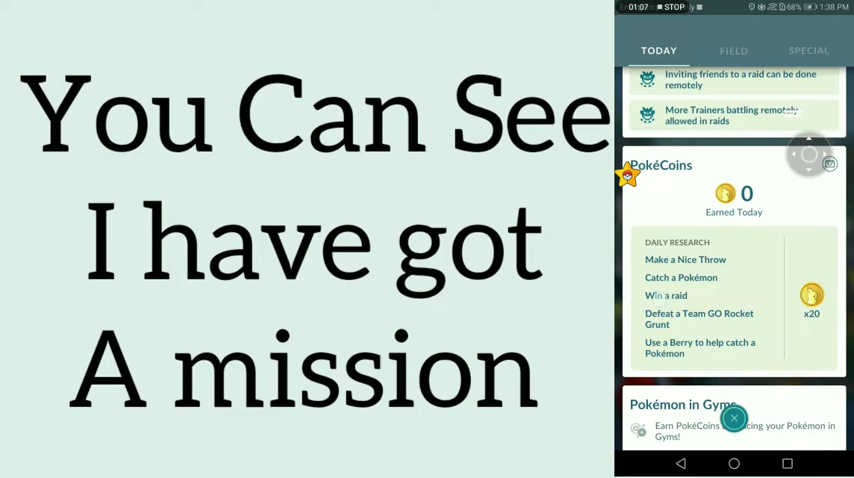 You Can See
I have got
A mission
01:07 STOP
68% 1:38 PM
TODAY FIELD SPECIAL
Inviting friends to a raid can be done
remotely
More Trainers battling remotely
allowed in raids
PokéCoins
0
Earned Today
DAILY RESEARCH
Make a Nice Throw
Catch a Pokémon
Win a raid
Defeat a Team GO Rocket
Grunt
Use a Berry to help catch a
Pokémon
x20
Pokémon in Gyms
Earn PokéCoins your Pokémon in
Gyms!